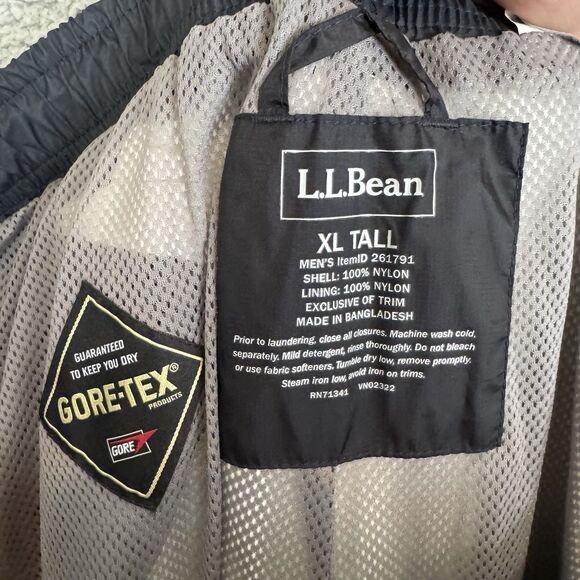 L.L.Bean
XL TALL
MEN'S ItemID 261791
SHELL: 100% NYLON
LINING: 100% NYLON
EXCLUSIVE OF TRIM
MADE IN BANGLADESH
Prior to laundering, close all closures. Machine wash cold,
separately. Mild detergent, rinse thoroughly. Do not bleach
or use fabric softeners. Tumble dry low, remove promptly.
Steam iron low, avoid iron on trims.
RN71341 VN02322
GUARANTEED
TO KEEP YOU DRY
GORE-TEX®
PRODUCTS
GORE